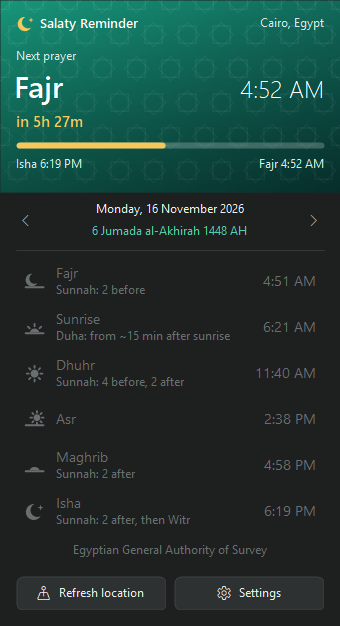 Salaty Reminder
Cairo, Egypt
Next prayer
Fajr
4:52 AM
in 5h 27m
Isha 6:19 PM
Fajr 4:52 AM
Monday, 16 November 2026
6 Jumada al-Akhirah 1448 AH
Fajr
Sunnah: 2 before
4:51 AM
Sunrise
Duha: from ~15 min after sunrise
6:21 AM
Dhuhr
Sunnah: 4 before, 2 after
11:40 AM
Asr
2:38 PM
Maghrib
Sunnah: 2 after
4:58 PM
Isha
Sunnah: 2 after, then Witr
6:19 PM
Egyptian General Authority of Survey
Refresh location
Settings